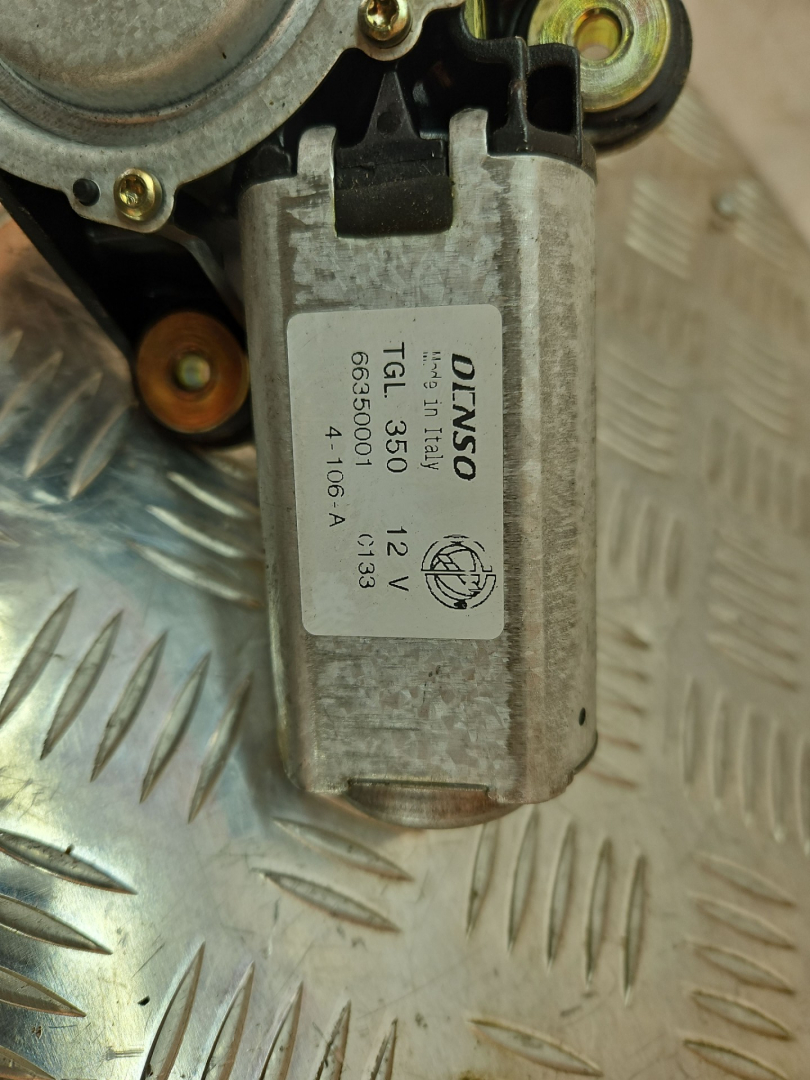 DENSO
Made in Italy
TGL. 350 12 V
66350001 C133
4-106-A